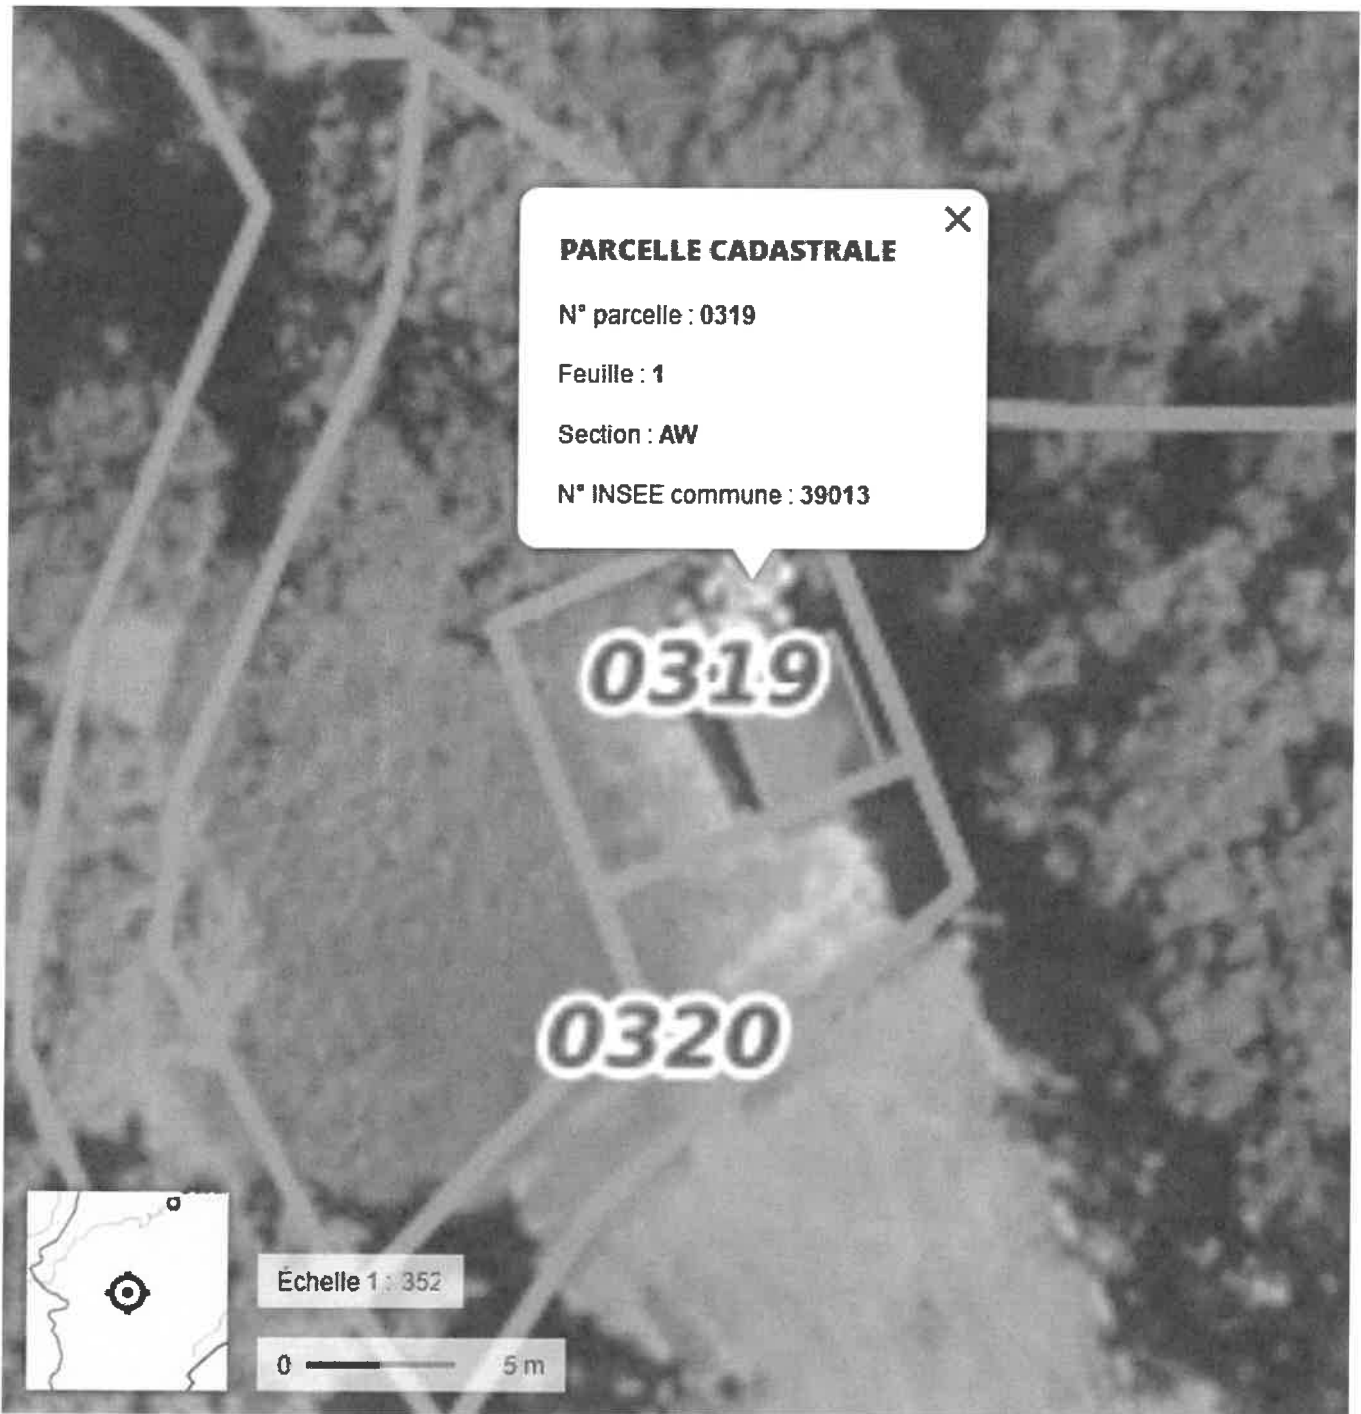 PARCELLE CADASTRALE
N° parcelle : 0319
Feuille : 1
Section : AW
N° INSEE commune : 39013
0319
0320
Échelle 1 : 352
0 5 m